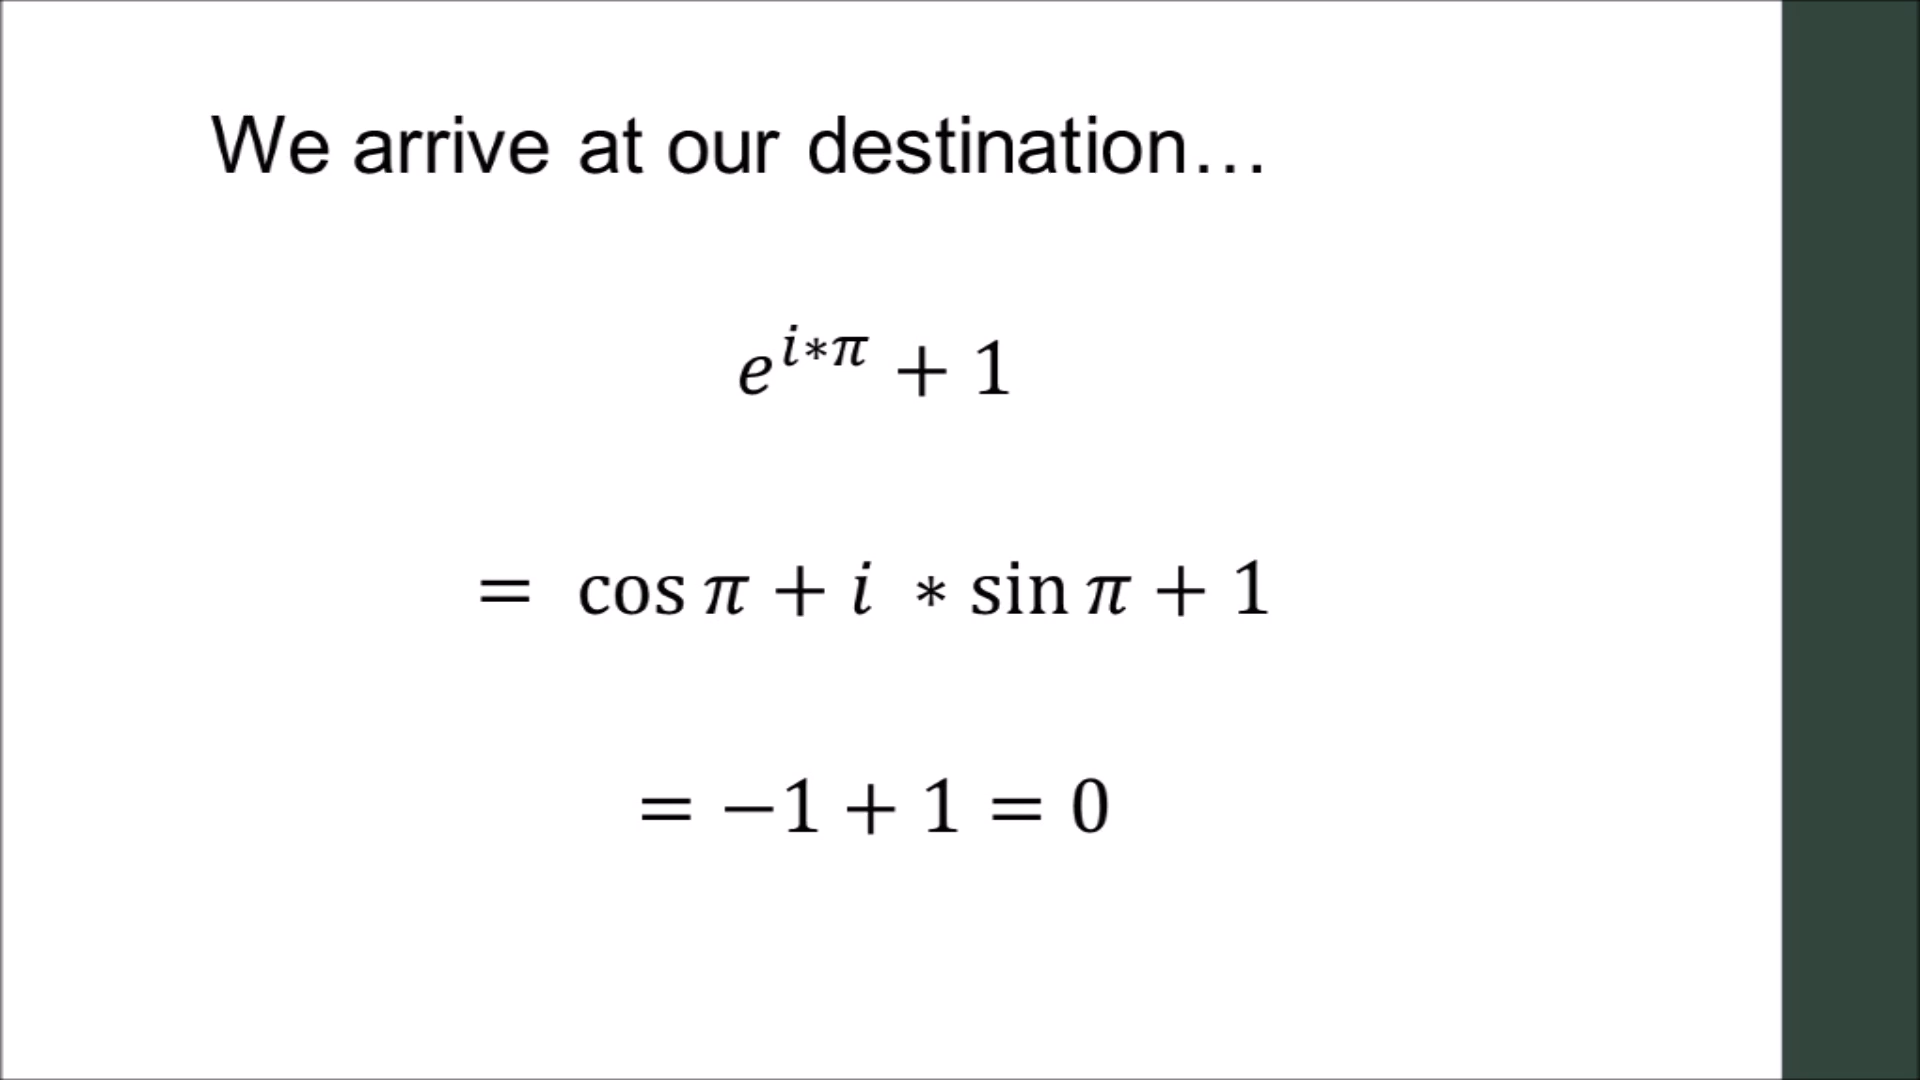 We arrive at our destination…
e^{i*π} + 1
= cos π + i * sin π + 1
= −1 + 1 = 0